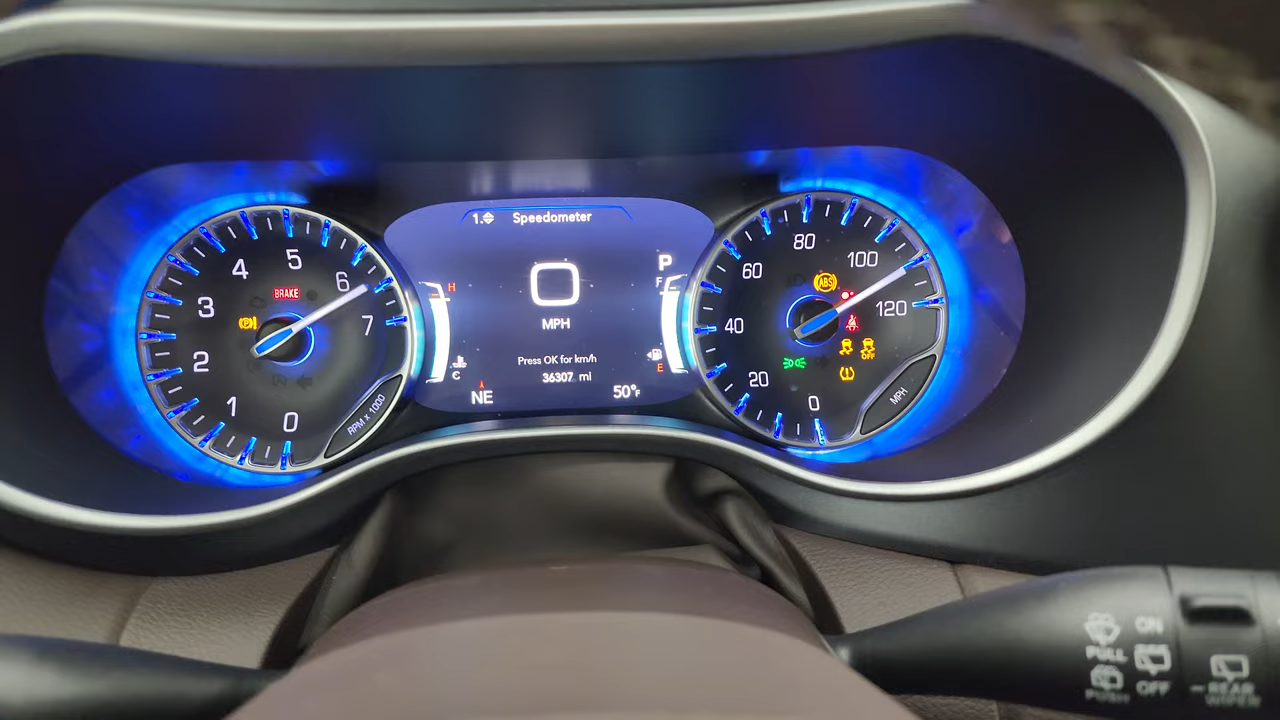 1. Speedometer
0
MPH
Press OK for km/h
36307 mi
NE
50°F
H
C
P
F
E
0
1
2
3
4
5
6
7
RPM x 1000
BRAKE
(P)!
0
20
40
60
80
100
120
MPH
ABS
OFF
PULL
PUSH
ON
OFF
REAR
WIPER